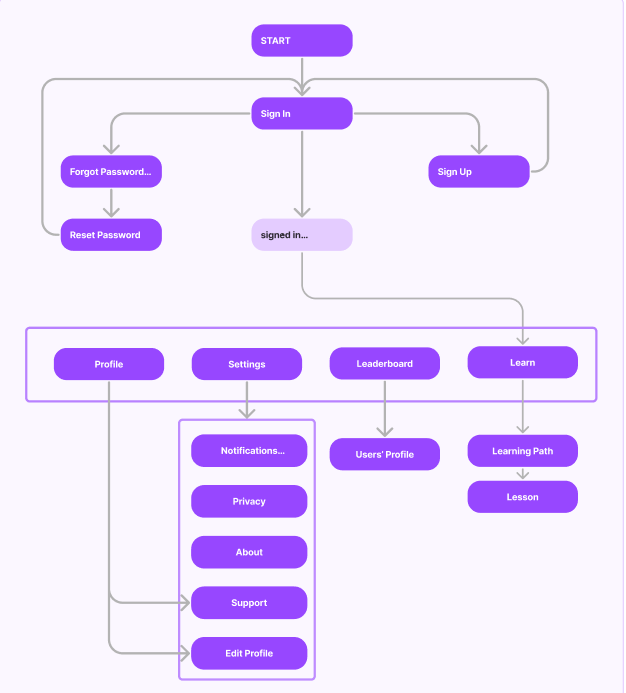 START
Sign In
Forgot Password...
Sign Up
Reset Password
signed in...
Profile
Settings
Leaderboard
Learn
Notifications...
Users' Profile
Learning Path
Privacy
Lesson
About
Support
Edit Profile